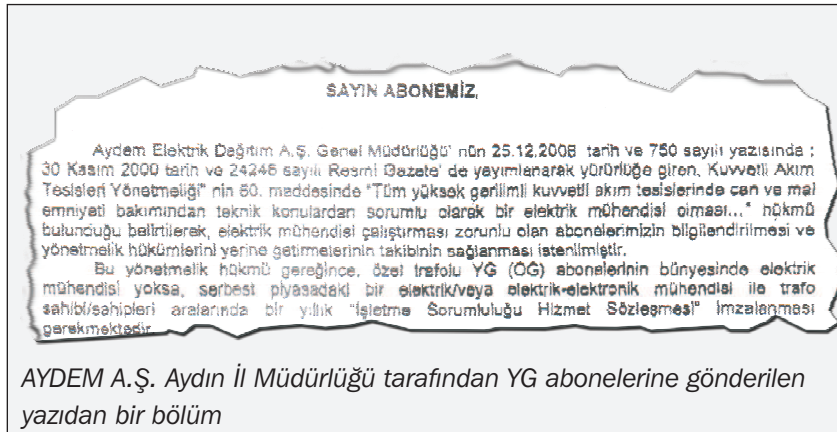 SAYIN ABONEMİZ,
Aydem Elektrik Dağıtım A.Ş. Genel Müdürlüğü' nün 25.12.2008 tarih ve 750 sayılı yazısında ;
30 Kasım 2000 tarih ve 24246 sayılı Resmi Gazete' de yayımlanarak yürürlüğe giren, Kuvvetli Akım
Tesisleri Yönetmeliği" nin 60. maddesinde "Tüm yüksek gerilimli kuvvetli akım tesislerinde can ve mal
emniyeti bakımından teknik konulardan sorumlu olarak bir elektrik mühendisi olması..." hükmü
bulunduğu belirtilerek, elektrik mühendisi çalıştırması zorunlu olan abonelerimizin bilgilendirilmesi ve
yönetmelik hükümlerini yerine getirmelerinin takibinin sağlanması istenilmiştir.
Bu yönetmelik hükmü gereğince, özel trafolu YG (OG) abonelerinin bünyesinde elektrik
mühendisi yoksa, serbest piyasadaki bir elektrik/veya elektrik-elektronik mühendisi ile trafo
sahibi/sahipleri aralarında bir yıllık "İşletme Sorumluluğu Hizmet Sözleşmesi" imzalanması
gerekmektedir.
AYDEM A.Ş. Aydın İl Müdürlüğü tarafından YG abonelerine gönderilen
yazıdan bir bölüm